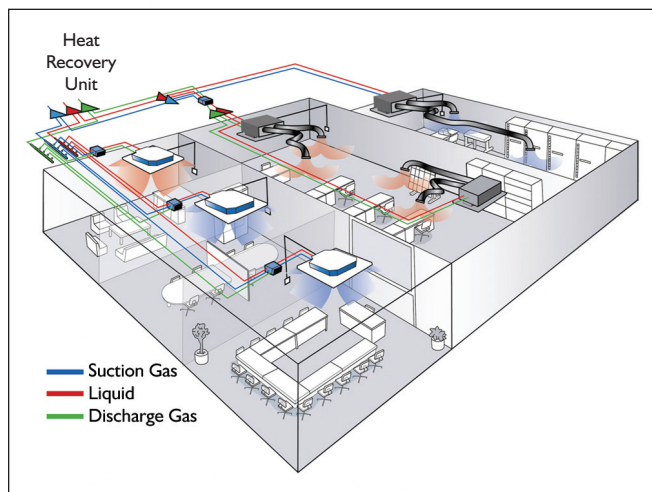 Heat
Recovery
Unit
Suction Gas
Liquid
Discharge Gas